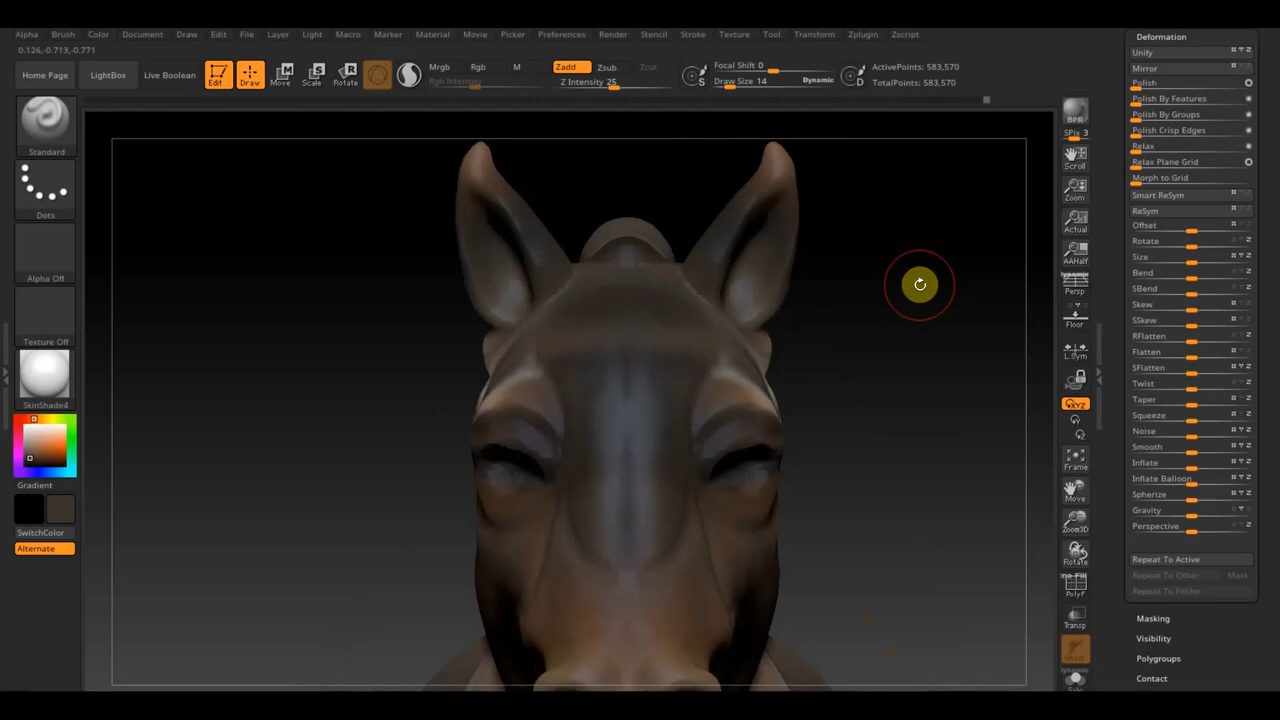 Alpha Brush Color Document Draw Edit File Layer Light Macro Marker Material Movie Picker Preferences Render Stencil Stroke Texture Tool Transform Zplugin Zscript
0.126,-0.713,-0.771
Home Page
LightBox
Live Boolean
Edit
Draw
Move
Scale
Rotate
Mrgb
Rgb
M
Rgb Intensity
Zadd
Zsub
Zcut
Z Intensity 25
Focal Shift 0
Draw Size 14
Dynamic
ActivePoints: 583,570
TotalPoints: 583,570
Standard
Dots
Alpha Off
Texture Off
SkinShade4
Gradient
SwitchColor
Alternate
BPR
SPix 3
Scroll
Zoom
Actual
AAHalf
Persp
Floor
L.Sym
XYZ
Y
Z
Frame
Move
Zoom3D
Rotate
PolyF
Transp
Ghost
Solo
Deformation
Unify
Mirror
Polish
Polish By Features
Polish By Groups
Polish Crisp Edges
Relax
Relax Plane Grid
Morph to Grid
Smart ReSym
ReSym
Offset
Rotate
Size
Bend
SBend
Skew
SSkew
RFlatten
Flatten
SFlatten
Twist
Taper
Squeeze
Noise
Smooth
Inflate
Inflate Balloon
Spherize
Gravity
Perspective
Repeat To Active
Repeat To Other Mask
Repeat To Folder
Masking
Visibility
Polygroups
Contact